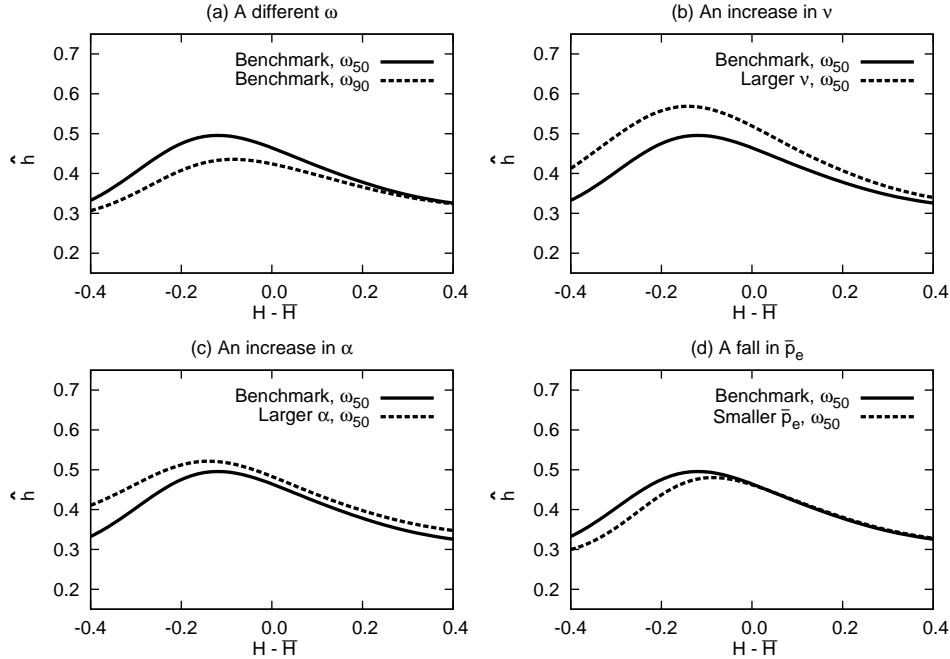 (a) A different ω
Benchmark, ω50
Benchmark, ω90
0.7
0.6
0.5
0.4
0.3
0.2
ĥ
-0.4 -0.2 0.0 0.2 0.4
H - H̅
(b) An increase in ν
Benchmark, ω50
Larger ν, ω50
0.7
0.6
0.5
0.4
0.3
0.2
ĥ
-0.4 -0.2 0.0 0.2 0.4
H - H̅
(c) An increase in α
Benchmark, ω50
Larger α, ω50
0.7
0.6
0.5
0.4
0.3
0.2
ĥ
-0.4 -0.2 0.0 0.2 0.4
H - H̅
(d) A fall in p̄e
Benchmark, ω50
Smaller p̄e, ω50
0.7
0.6
0.5
0.4
0.3
0.2
ĥ
-0.4 -0.2 0.0 0.2 0.4
H - H̅